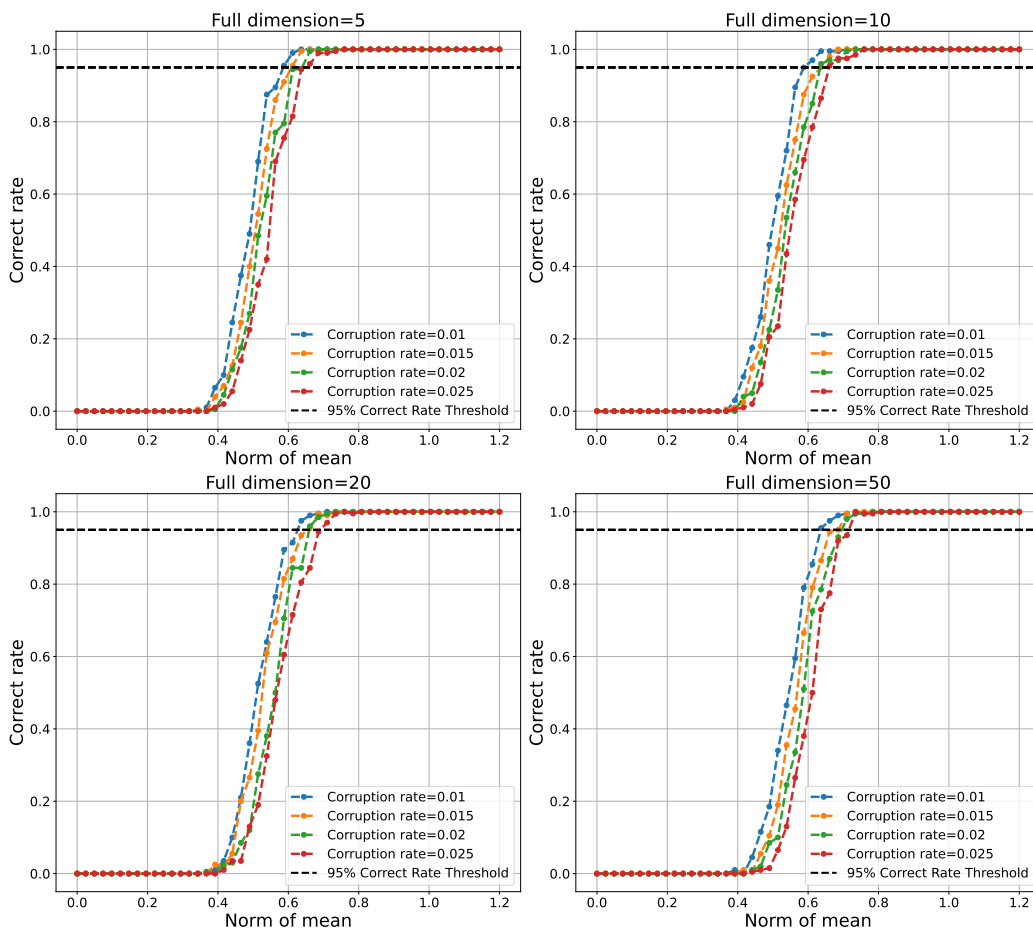 Full dimension=5
1.0
0.8
0.6
0.4
0.2
0.0
Correct rate
Corruption rate=0.01
Corruption rate=0.015
Corruption rate=0.02
Corruption rate=0.025
95% Correct Rate Threshold
0.0 0.2 0.4 0.6 0.8 1.0 1.2
Norm of mean
Full dimension=10
1.0
0.8
0.6
0.4
0.2
0.0
Correct rate
Corruption rate=0.01
Corruption rate=0.015
Corruption rate=0.02
Corruption rate=0.025
95% Correct Rate Threshold
0.0 0.2 0.4 0.6 0.8 1.0 1.2
Norm of mean
Full dimension=20
1.0
0.8
0.6
0.4
0.2
0.0
Correct rate
Corruption rate=0.01
Corruption rate=0.015
Corruption rate=0.02
Corruption rate=0.025
95% Correct Rate Threshold
0.0 0.2 0.4 0.6 0.8 1.0 1.2
Norm of mean
Full dimension=50
1.0
0.8
0.6
0.4
0.2
0.0
Correct rate
Corruption rate=0.01
Corruption rate=0.015
Corruption rate=0.02
Corruption rate=0.025
95% Correct Rate Threshold
0.0 0.2 0.4 0.6 0.8 1.0 1.2
Norm of mean